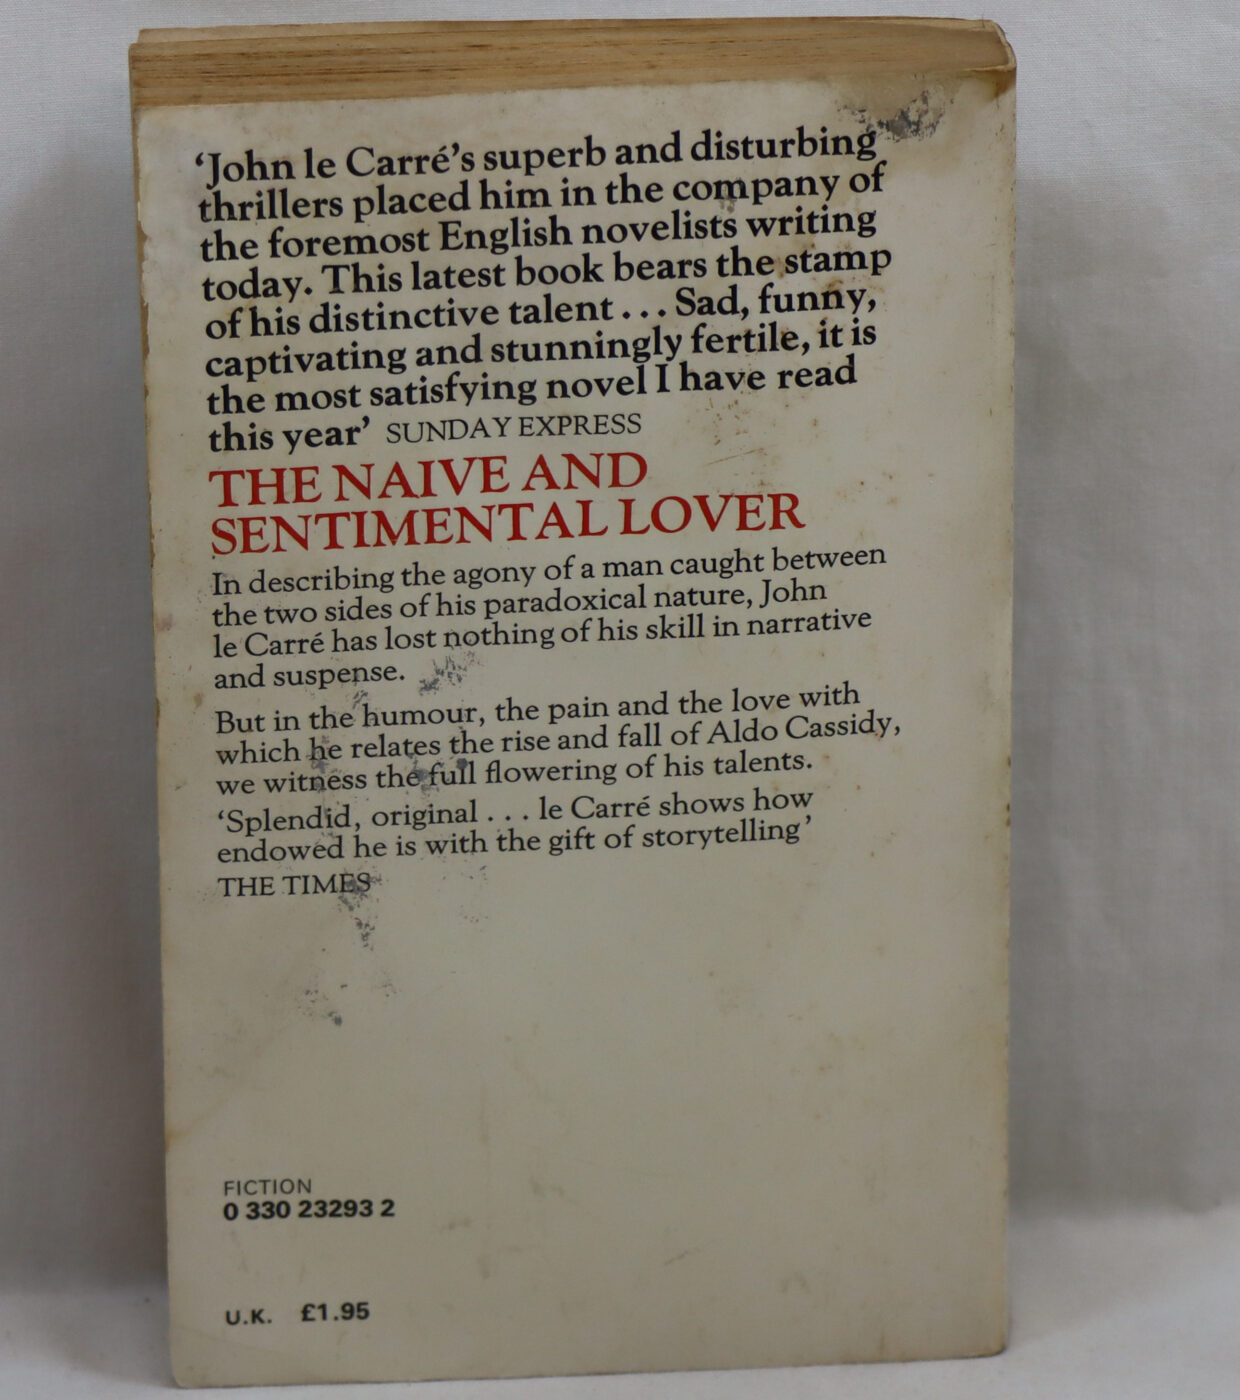 ‘John le Carré’s superb and disturbing
thrillers placed him in the company of
the foremost English novelists writing
today. This latest book bears the stamp
of his distinctive talent . . . Sad, funny,
captivating and stunningly fertile, it is
the most satisfying novel I have read
this year’ SUNDAY EXPRESS
THE NAIVE AND
SENTIMENTAL LOVER
In describing the agony of a man caught between
the two sides of his paradoxical nature, John
le Carré has lost nothing of his skill in narrative
and suspense.
But in the humour, the pain and the love with
which he relates the rise and fall of Aldo Cassidy,
we witness the full flowering of his talents.
‘Splendid, original . . . le Carré shows how
endowed he is with the gift of storytelling’
THE TIMES
FICTION
0 330 23293 2
U.K. £1.95